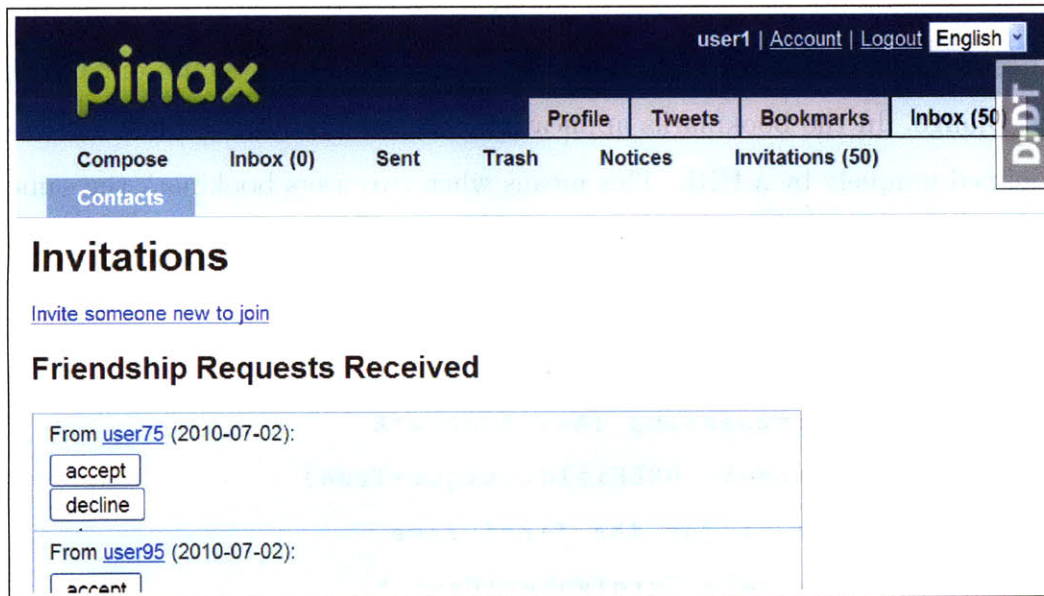 user1 | Account | Logout English
pinax
D.DT
Profile Tweets Bookmarks Inbox (50)
Compose Inbox (0) Sent Trash Notices Invitations (50)
Contacts
Invitations
Invite someone new to join
Friendship Requests Received
From user75 (2010-07-02):
accept
decline
From user95 (2010-07-02):
accept